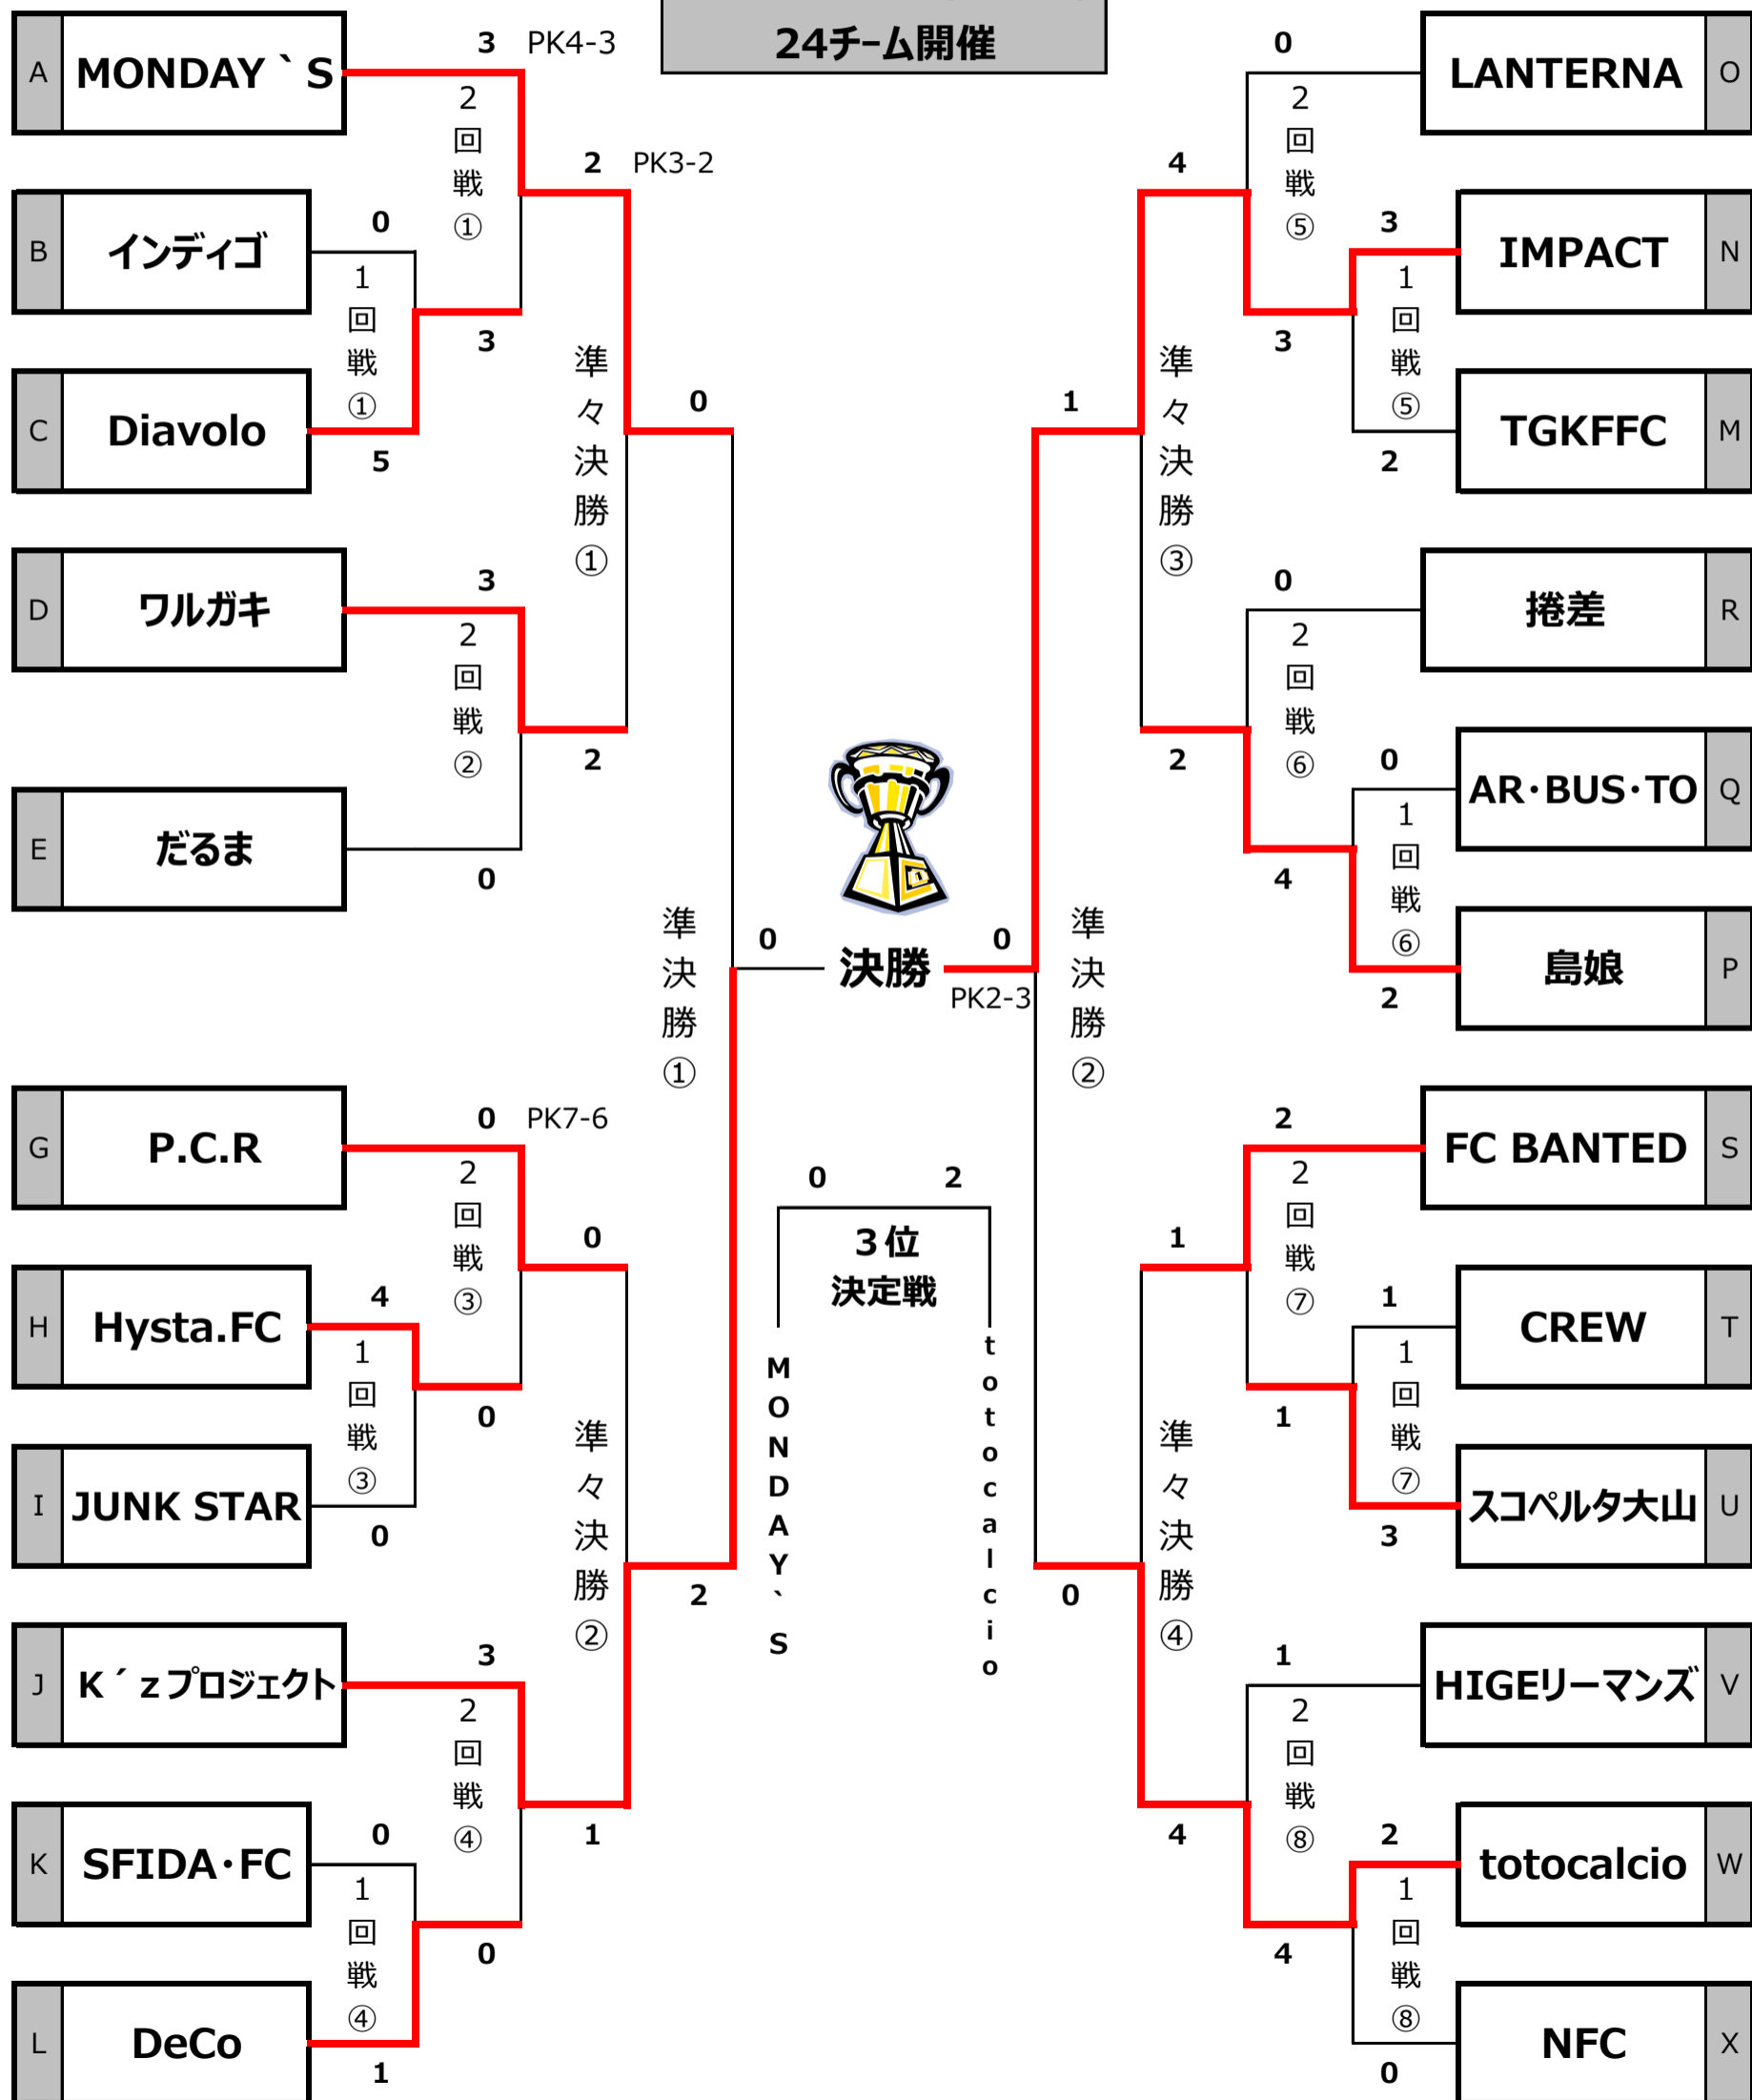 24チーム開催
A MONDAY｀S
B インディゴ
C Diavolo
D ワルガキ
E だるま
G P.C.R
H Hysta.FC
I JUNK STAR
J K´zプロジェクト
K SFIDA・FC
L DeCo
3 PK4-3
2回戦①
3
0
1回戦①
5
2 PK3-2
準々決勝①
2
3
2回戦②
0
0
準決勝①
2
0 PK7-6
2回戦③
0
4
1回戦③
0
0
準々決勝②
1
3
2回戦④
0
0
1回戦④
1
0 決勝 0
PK2-3
0 2
3位
決定戦
MONDAY｀S
totocalcio
1
準決勝②
0
4
準々決勝③
2
0
2回戦⑤
3
3
1回戦⑤
2
0
2回戦⑥
4
0
1回戦⑥
2
1
準々決勝④
4
2
2回戦⑦
1
1
1回戦⑦
3
1
2回戦⑧
4
2
1回戦⑧
0
LANTERNA O
IMPACT N
TGKFFC M
捲差 R
AR・BUS・TO Q
島娘 P
FC BANTED S
CREW T
スコペルタ大山 U
HIGEリーマンズ V
totocalcio W
NFC X